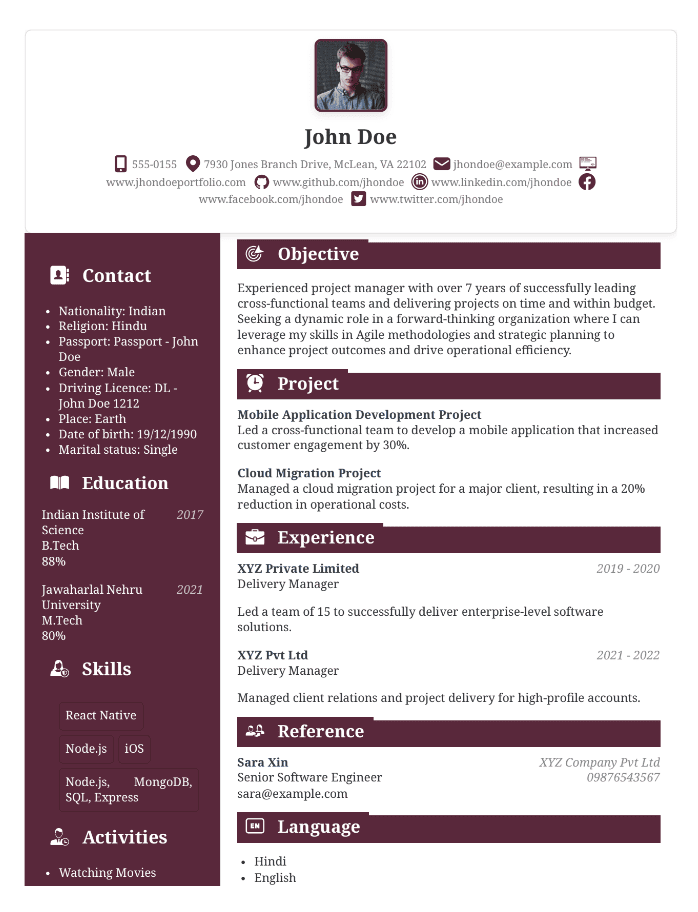 John Doe
555-0155 7930 Jones Branch Drive, McLean, VA 22102 jhondoe@example.com
www.jhondoeportfolio.com www.github.com/jhondoe www.linkedin.com/jhondoe
www.facebook.com/jhondoe www.twitter.com/jhondoe
Contact
• Nationality: Indian
• Religion: Hindu
• Passport: Passport - John
Doe
• Gender: Male
• Driving Licence: DL -
John Doe 1212
• Place: Earth
• Date of birth: 19/12/1990
• Marital status: Single
Education
Indian Institute of 2017
Science
B.Tech
88%
Jawaharlal Nehru 2021
University
M.Tech
80%
Skills
React Native
Node.js iOS
Node.js, MongoDB,
SQL, Express
Activities
• Watching Movies
Objective
Experienced project manager with over 7 years of successfully leading
cross-functional teams and delivering projects on time and within budget.
Seeking a dynamic role in a forward-thinking organization where I can
leverage my skills in Agile methodologies and strategic planning to
enhance project outcomes and drive operational efficiency.
Project
Mobile Application Development Project
Led a cross-functional team to develop a mobile application that increased
customer engagement by 30%.
Cloud Migration Project
Managed a cloud migration project for a major client, resulting in a 20%
reduction in operational costs.
Experience
XYZ Private Limited 2019 - 2020
Delivery Manager
Led a team of 15 to successfully deliver enterprise-level software
solutions.
XYZ Pvt Ltd 2021 - 2022
Delivery Manager
Managed client relations and project delivery for high-profile accounts.
Reference
Sara Xin XYZ Company Pvt Ltd
Senior Software Engineer 09876543567
sara@example.com
EN Language
• Hindi
• English